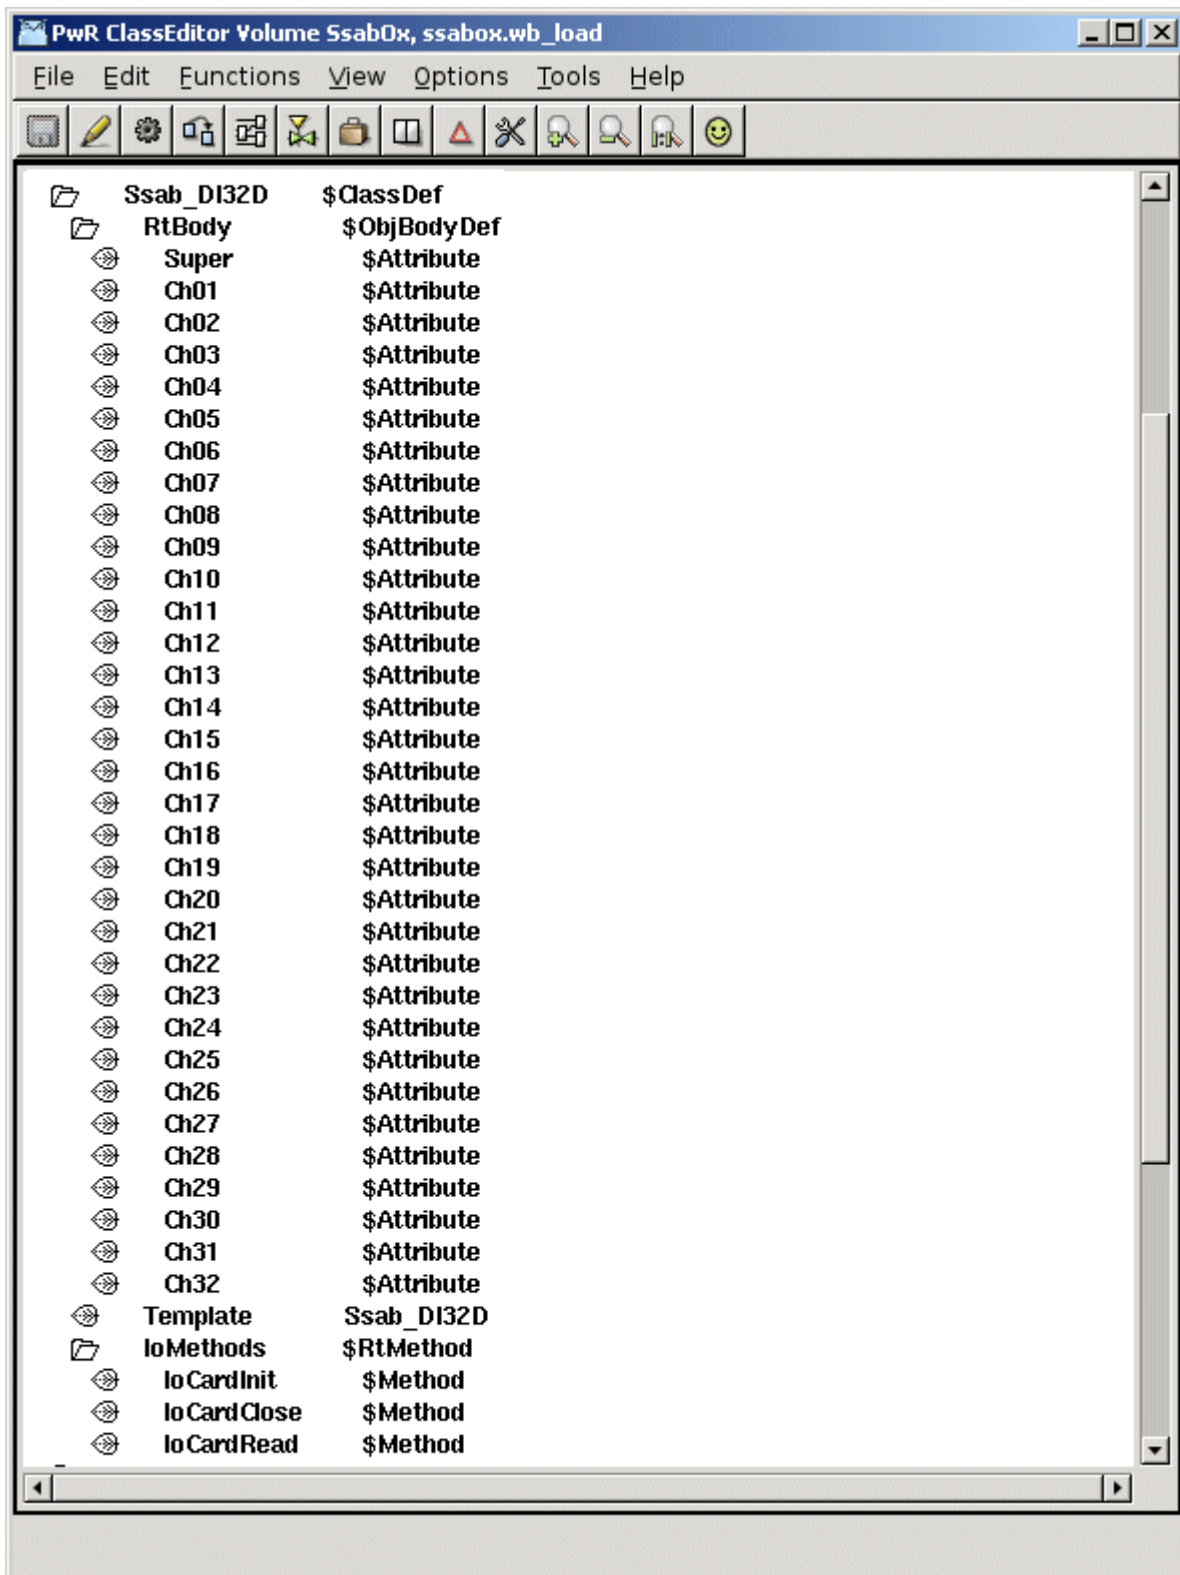 PwR ClassEditor Volume SsabOx, ssabox.wb_load
File Edit Functions View Options Tools Help
Ssab_DI32D $ClassDef
RtBody $ObjBodyDef
Super $Attribute
Ch01 $Attribute
Ch02 $Attribute
Ch03 $Attribute
Ch04 $Attribute
Ch05 $Attribute
Ch06 $Attribute
Ch07 $Attribute
Ch08 $Attribute
Ch09 $Attribute
Ch10 $Attribute
Ch11 $Attribute
Ch12 $Attribute
Ch13 $Attribute
Ch14 $Attribute
Ch15 $Attribute
Ch16 $Attribute
Ch17 $Attribute
Ch18 $Attribute
Ch19 $Attribute
Ch20 $Attribute
Ch21 $Attribute
Ch22 $Attribute
Ch23 $Attribute
Ch24 $Attribute
Ch25 $Attribute
Ch26 $Attribute
Ch27 $Attribute
Ch28 $Attribute
Ch29 $Attribute
Ch30 $Attribute
Ch31 $Attribute
Ch32 $Attribute
Template Ssab_DI32D
IoMethods $RtMethod
IoCardInit $Method
IoCardClose $Method
IoCardRead $Method